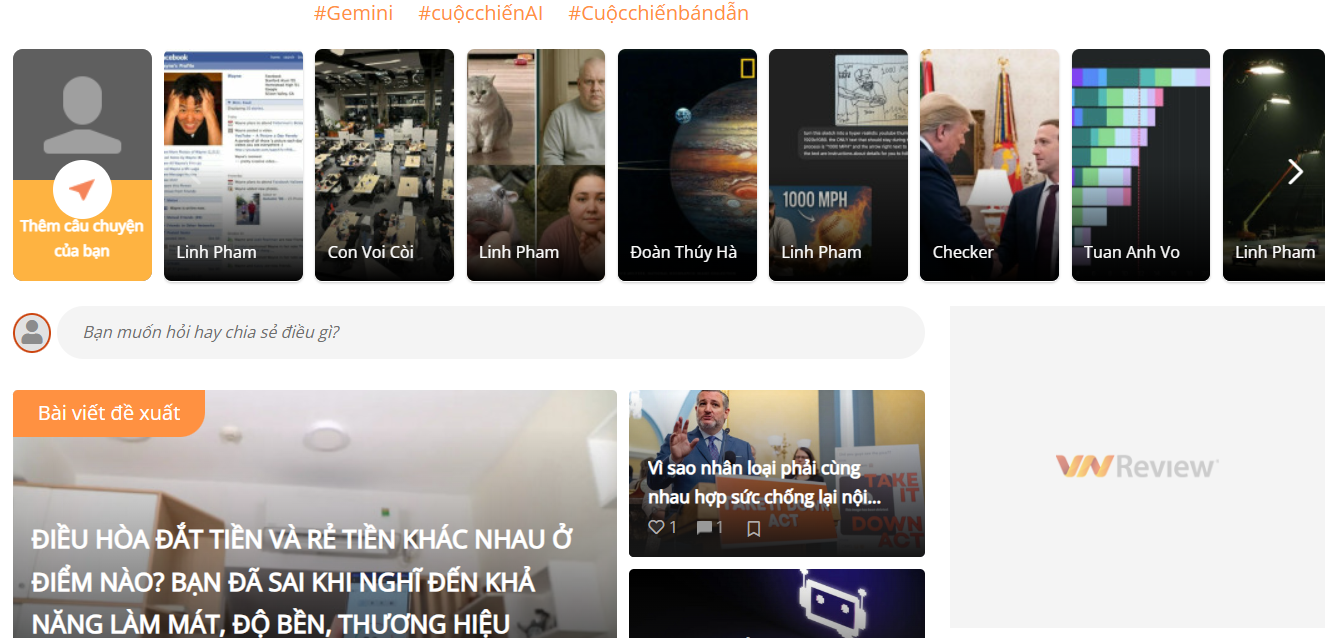 #Gemini #cuộcchiếnAI #Cuộcchiếnbándẫn
Thêm câu chuyện
của bạn
Linh Pham
Con Voi Còi
Linh Pham
Đoàn Thúy Hà
1000 MPH
Linh Pham
Checker
Tuan Anh Vo
Linh Pham
Bạn muốn hỏi hay chia sẻ điều gì?
Bài viết đề xuất
ĐIỀU HÒA ĐẮT TIỀN VÀ RẺ TIỀN KHÁC NHAU Ở
ĐIỂM NÀO? BẠN ĐÃ SAI KHI NGHĨ ĐẾN KHẢ
NĂNG LÀM MÁT, ĐỘ BỀN, THƯƠNG HIỆU
Vì sao nhân loại phải cùng
nhau hợp sức chống lại nội...
1 1
TAKE
IT
DOWN
ACT
VNReview